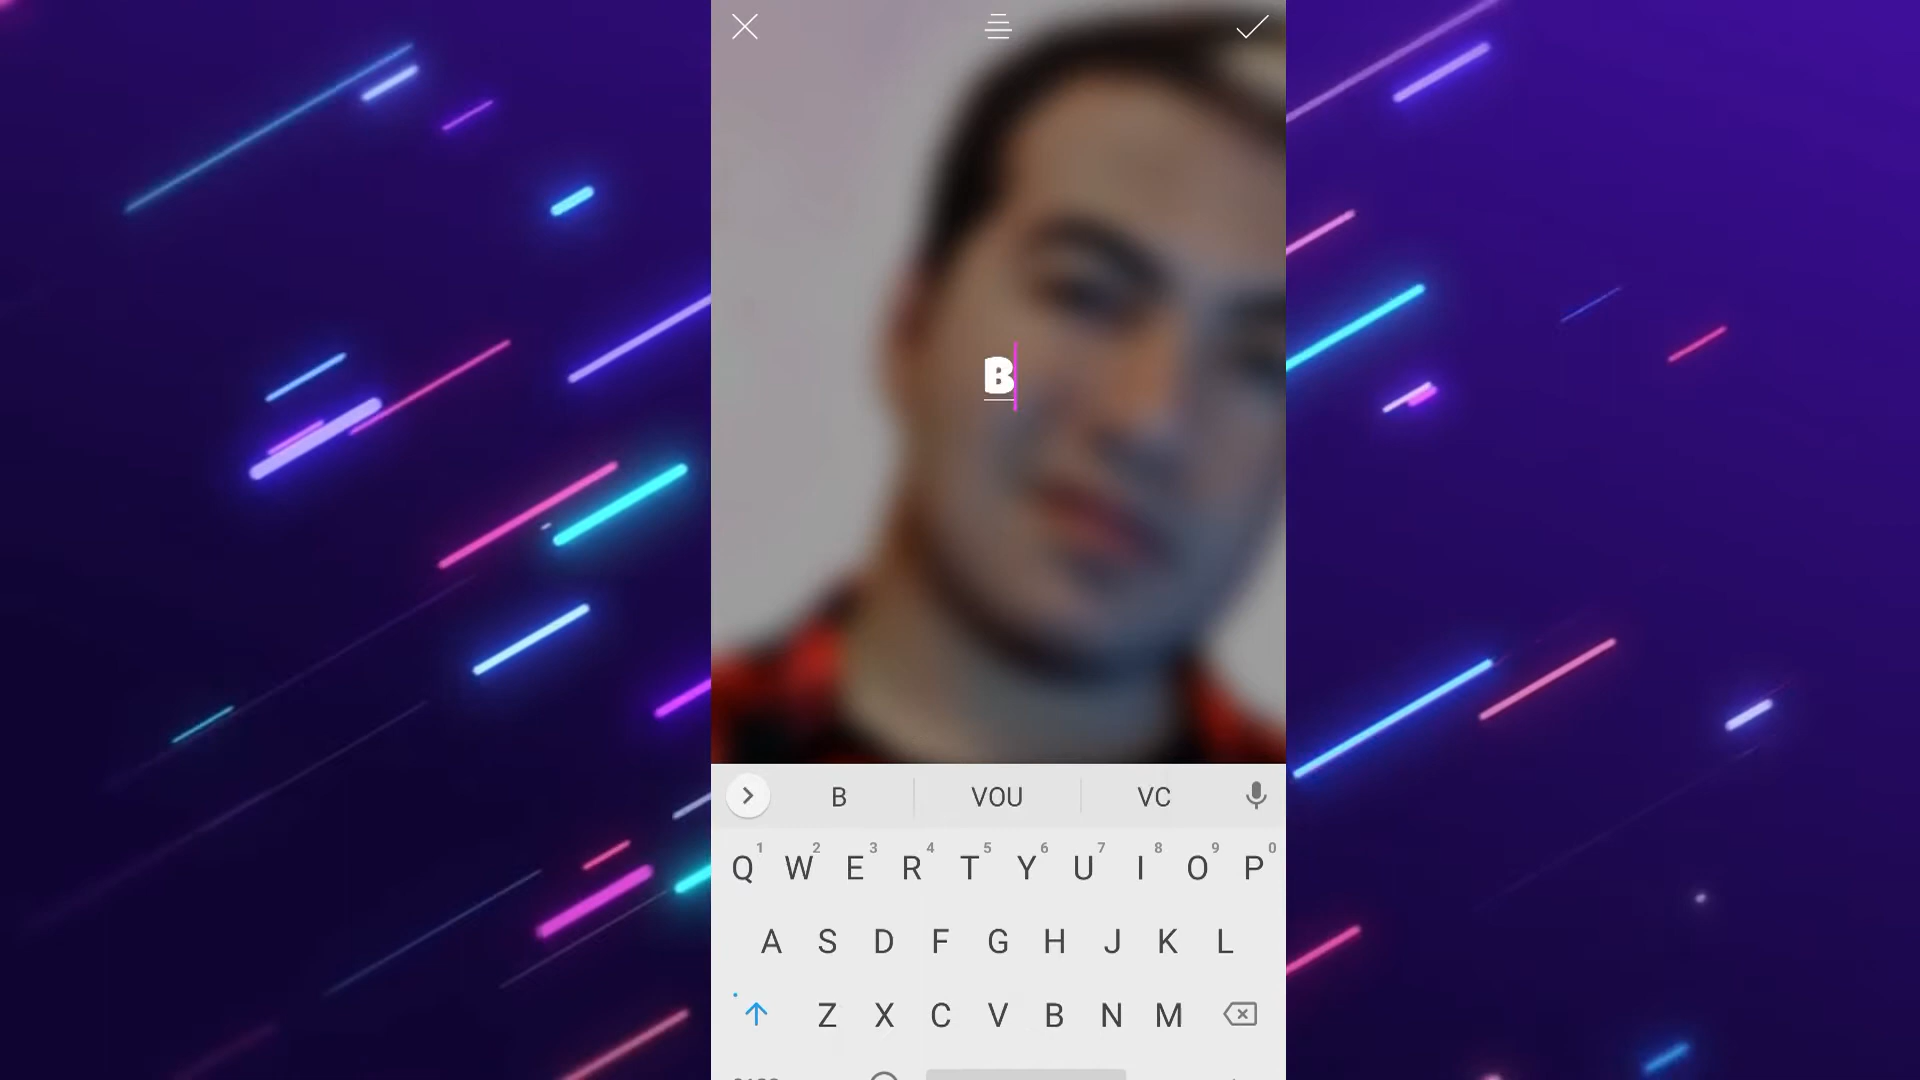 B
B VOU VC
1 2 3 4 5 6 7 8 9 0
Q W E R T Y U I O P
A S D F G H J K L
Z X C V B N M